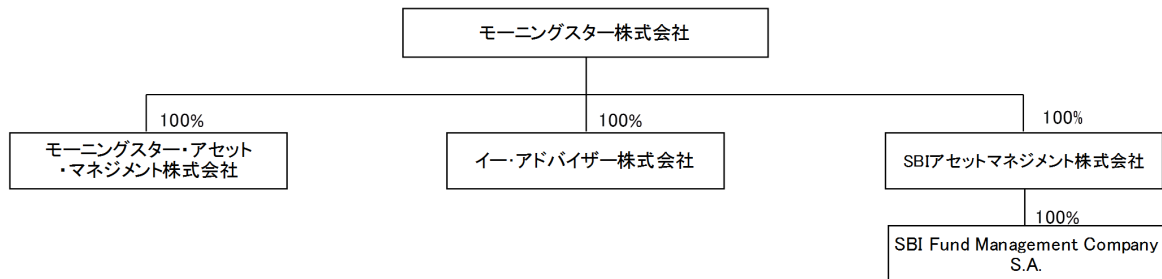 モーニングスター株式会社
100%
100%
100%
モーニングスター・アセット
・マネジメント株式会社
イー・アドバイザー株式会社
SBIアセットマネジメント株式会社
100%
SBI Fund Management Company
S.A.